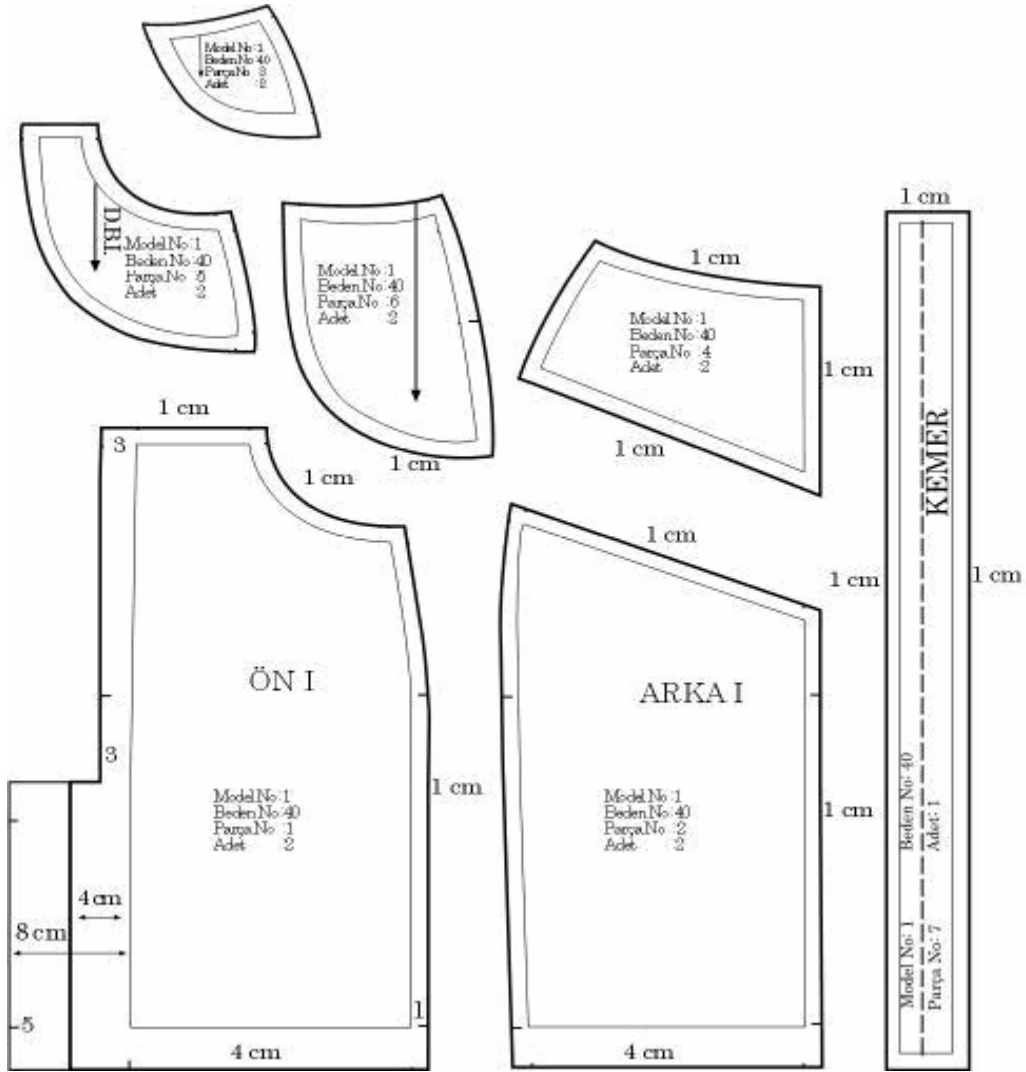 Model No :1
Beden No :40
Parça No :3
Adet :2
DBI.
Model No :1
Beden No :40
Parça No :5
Adet :2
Model No :1
Beden No :40
Parça No :6
Adet :2
1 cm
1 cm
Model No :1
Beden No :40
Parça No :4
Adet :2
1 cm
1 cm
1 cm
KEMER
1 cm
1 cm
Beden No: 40
Adet: 1
Model No: 1
Parça No: 7
1 cm
3
1 cm
ÖN I
3
1 cm
Model No :1
Beden No :40
Parça No :1
Adet :2
4 cm
8 cm
5
1
4 cm
1 cm
ARKA I
Model No :1
Beden No :40
Parça No :2
Adet :2
1 cm
4 cm